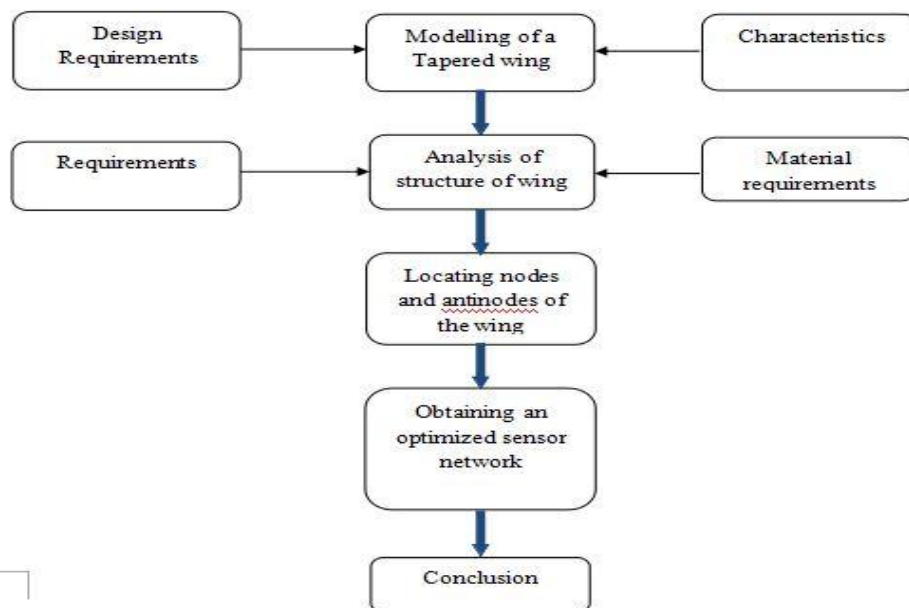 Design
Requirements
Modelling of a
Tapered wing
Characteristics
Requirements
Analysis of
structure of wing
Material
requirements
Locating nodes
and antinodes of
the wing
Obtaining an
optimized sensor
network
Conclusion